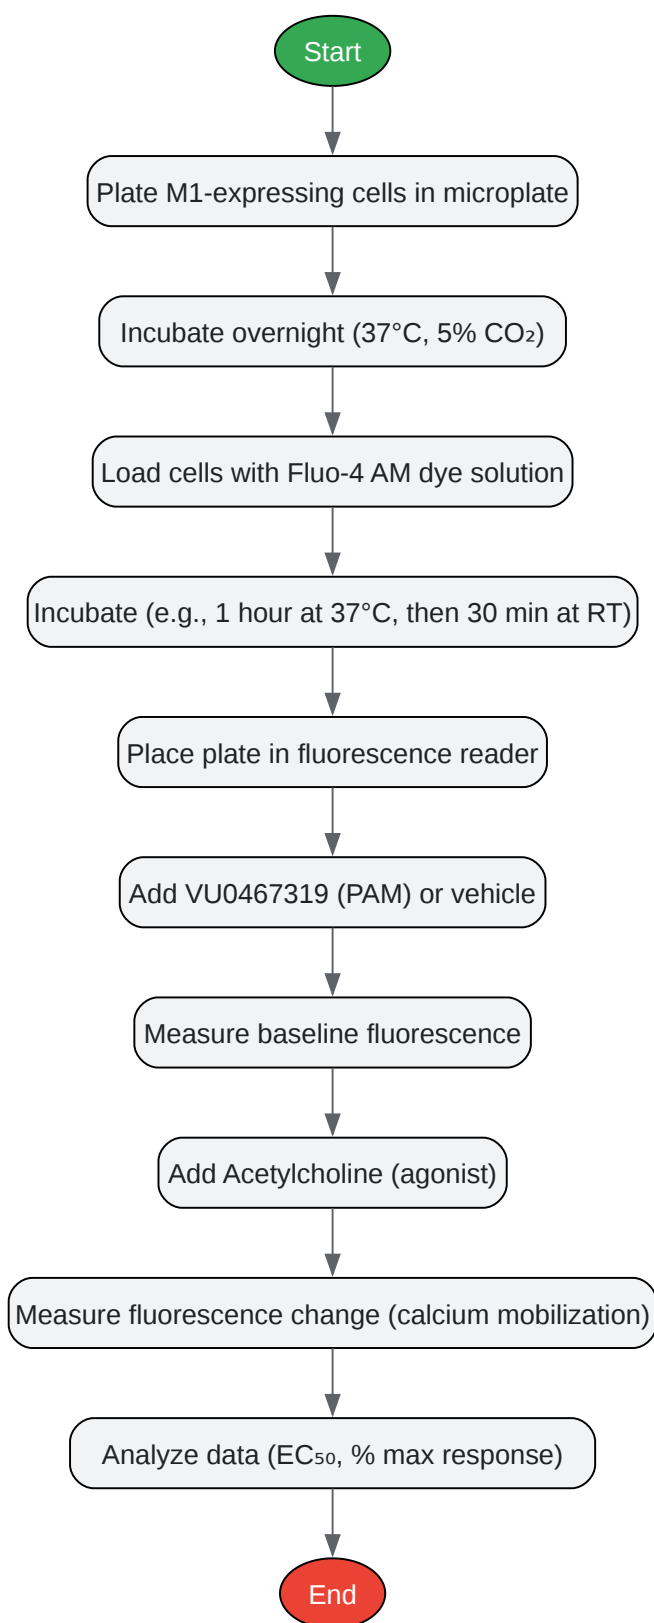 Start
Plate M1-expressing cells in microplate
Incubate overnight (37°C, 5% CO₂)
Load cells with Fluo-4 AM dye solution
Incubate (e.g., 1 hour at 37°C, then 30 min at RT)
Place plate in fluorescence reader
Add VU0467319 (PAM) or vehicle
Measure baseline fluorescence
Add Acetylcholine (agonist)
Measure fluorescence change (calcium mobilization)
Analyze data (EC₅₀, % max response)
End